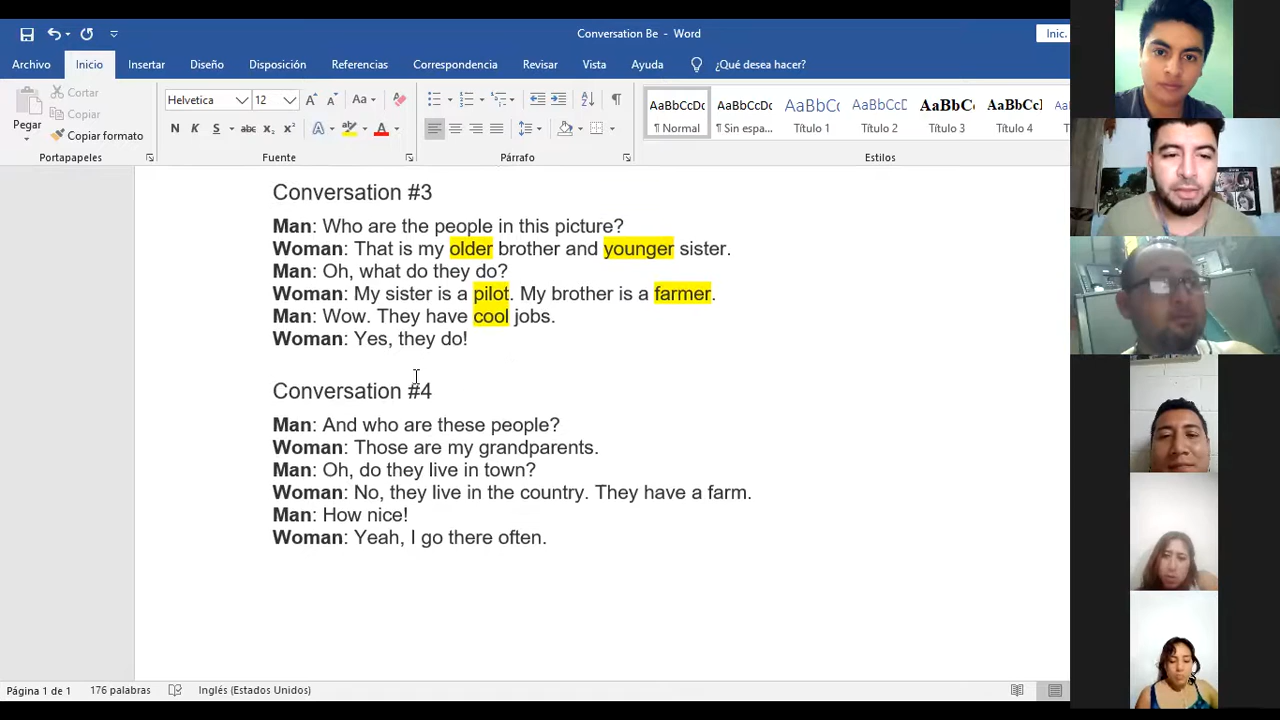 Conversation Be - Word
Inic.
Archivo Inicio Insertar Diseño Disposición Referencias Correspondencia Revisar Vista Ayuda ¿Qué desea hacer?
Pegar
Cortar
Copiar
Copiar formato
Portapapeles
Helvetica 12
N K S abc x₂ x²
Fuente
Párrafo
AaBbCcDc AaBbCcDc AaBbCc AaBbCcD AaBbCc AaBbCcI
¶ Normal ¶ Sin espa... Título 1 Título 2 Título 3 Título 4
Estilos
Conversation #3
Man: Who are the people in this picture?
Woman: That is my older brother and younger sister.
Man: Oh, what do they do?
Woman: My sister is a pilot. My brother is a farmer.
Man: Wow. They have cool jobs.
Woman: Yes, they do!
Conversation #4
Man: And who are these people?
Woman: Those are my grandparents.
Man: Oh, do they live in town?
Woman: No, they live in the country. They have a farm.
Man: How nice!
Woman: Yeah, I go there often.
Página 1 de 1 176 palabras Inglés (Estados Unidos)